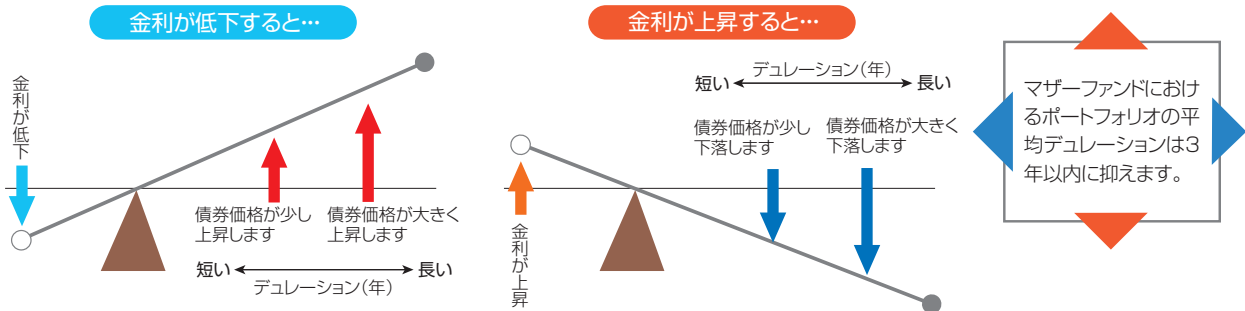 金利が低下すると…
金利が低下
債券価格が少し
上昇します
債券価格が大きく
上昇します
短い
長い
デュレーション(年)
金利が上昇すると…
デュレーション(年)
短い
長い
債券価格が少し
下落します
債券価格が大きく
下落します
金利が上昇
マザーファンドにおけ
るポートフォリオの平
均デュレーションは3
年以内に抑えます。